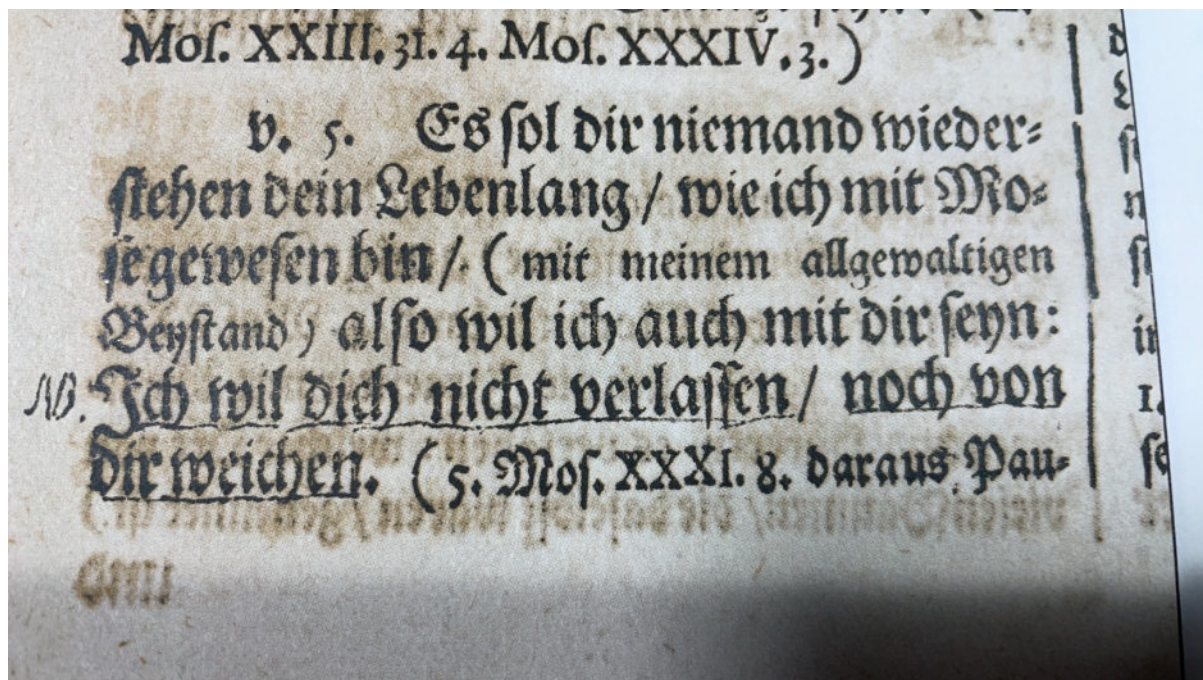 Moſ. XXIII. 31. 4. Moſ. XXXIV. 3. )
v. 5. Es ſol dir niemand wieder⸗
ſtehen dein Lebenlang / wie ich mit Mo⸗
ſe geweſen bin / ( mit meinem allgewaltigen
Beyſtand ) alſo wil ich auch mit dir ſeyn:
NB. Ich wil dich nicht verlaſſen / noch von
dir weichen. ( 5. Moſ. XXXI. 8. daraus Pau⸗